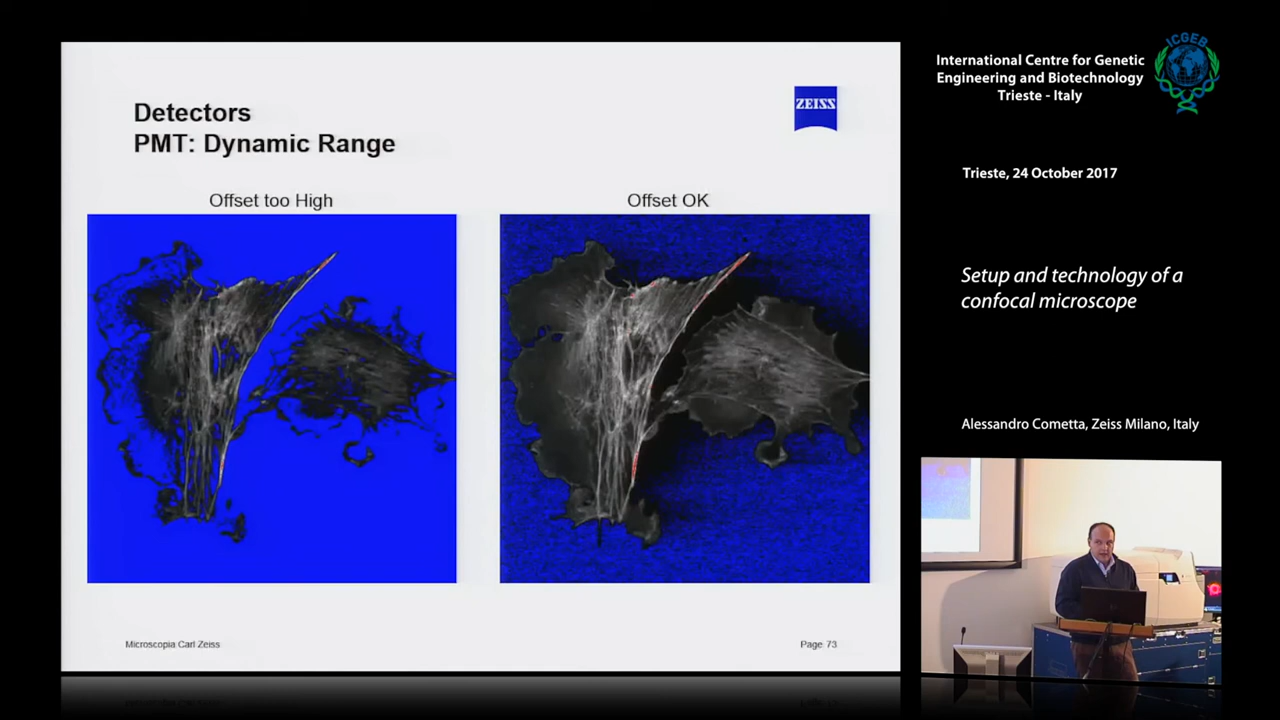 Detectors
PMT: Dynamic Range
ZEISS
Offset too High
Offset OK
Microscopia Carl Zeiss
Page 73
International Centre for Genetic
Engineering and Biotechnology
Trieste - Italy
ICGEB
Trieste, 24 October 2017
Setup and technology of a
confocal microscope
Alessandro Cometta, Zeiss Milano, Italy